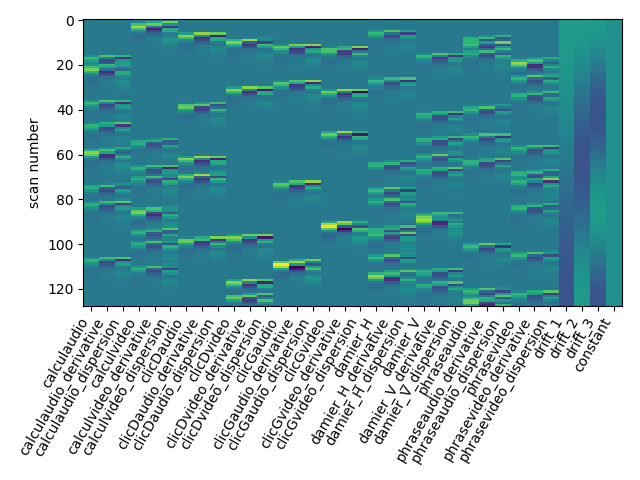 0
20
40
60
80
100
120
scan number
calculaudio
calculaudio_derivative
calculaudio_dispersion
calculvideo
calculvideo_derivative
calculvideo_dispersion
clicDaudio
clicDaudio_derivative
clicDaudio_dispersion
clicDvideo
clicDvideo_derivative
clicDvideo_dispersion
clicGaudio
clicGaudio_derivative
clicGaudio_dispersion
clicGvideo
clicGvideo_derivative
clicGvideo_dispersion
damier_H
damier_H_derivative
damier_H_dispersion
damier_V
damier_V_derivative
damier_V_dispersion
phraseaudio
phraseaudio_derivative
phraseaudio_dispersion
phrasevideo
phrasevideo_derivative
phrasevideo_dispersion
drift_1
drift_2
drift_3
constant